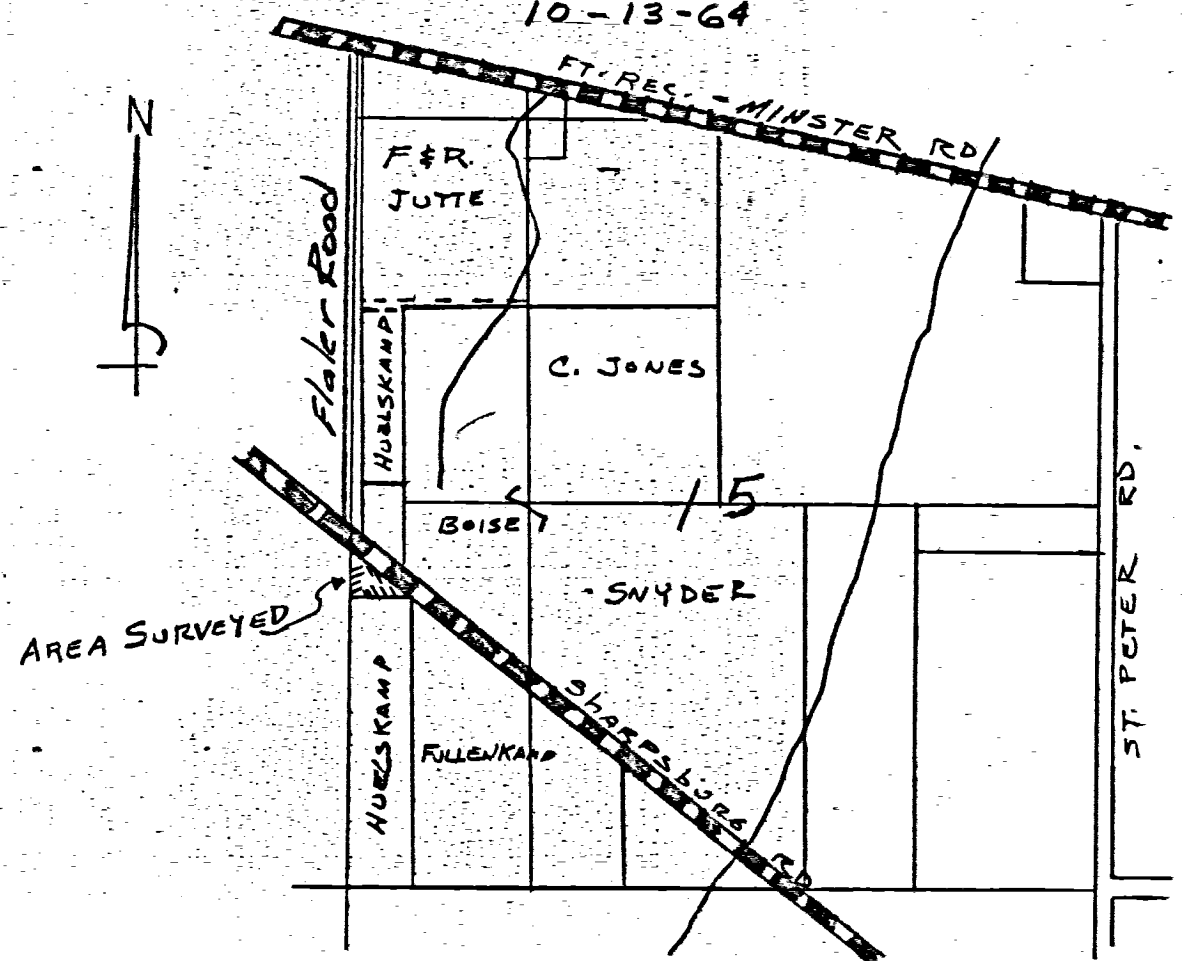 10-13-64
FT. REC. - MINSTER RD
N
F & R.
JUTTE
Flaler Road
HUELSKAMP
C. JONES
15
BOISE
SNYDER
AREA SURVEYED
ST. PETER RD.
SHARPSBURG RD
HUELSKAMP
FULLENKAMP